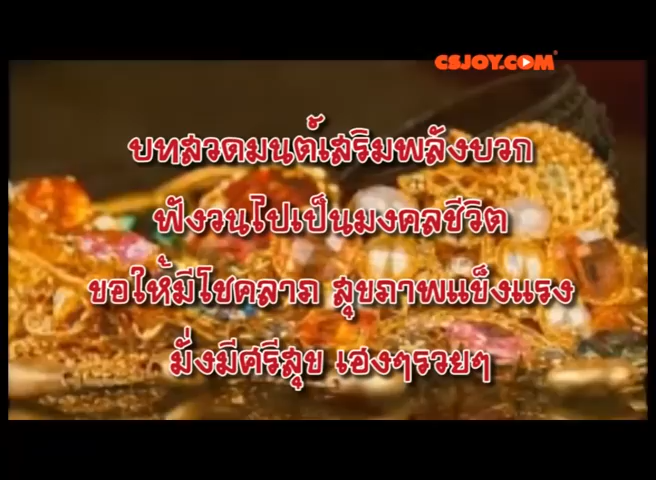 CSJOY.COM
บทสวดมนต์เสริมพลังบวก
ฟังวนไปเป็นมงคลชีวิต
ขอให้มีโชคลาภ สุขภาพแข็งแรง
มั่งมีศรีสุข เฮงๆรวยๆ